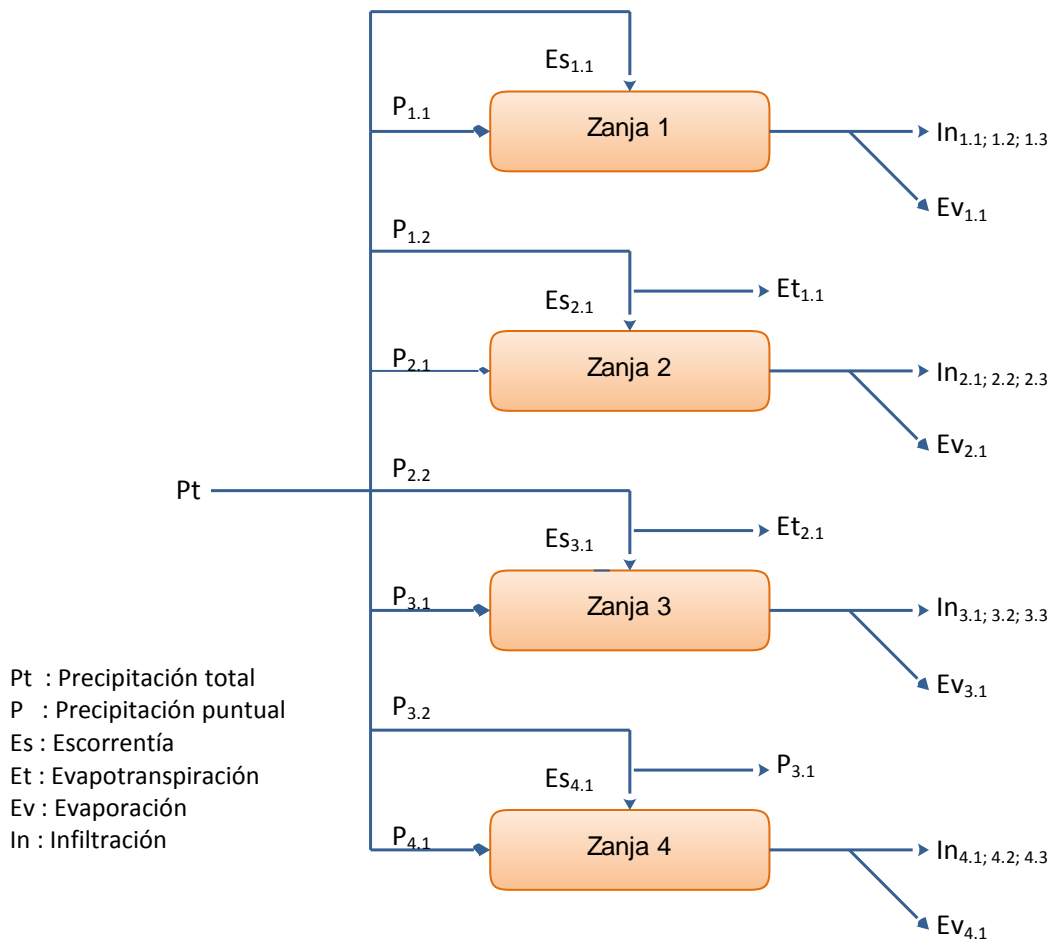 Es1.1
P1.1
Zanja 1
In1.1; 1.2; 1.3
Ev1.1
P1.2
Et1.1
Es2.1
P2.1
Zanja 2
In2.1; 2.2; 2.3
Ev2.1
P2.2
Pt
Et2.1
Es3.1
P3.1
Zanja 3
In3.1; 3.2; 3.3
Ev3.1
P3.2
P3.1
Es4.1
P4.1
Zanja 4
In4.1; 4.2; 4.3
Ev4.1
Pt : Precipitación total
P : Precipitación puntual
Es : Escorrentía
Et : Evapotranspiración
Ev : Evaporación
In : Infiltración